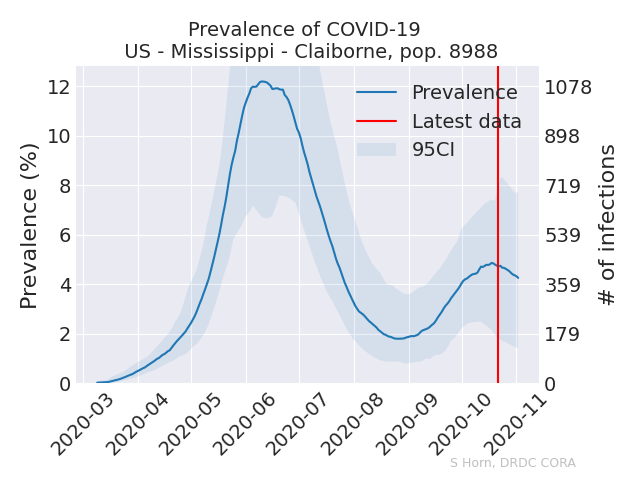 Prevalence of COVID-19
US - Mississippi - Claiborne, pop. 8988
Prevalence (%)
12
10
8
6
4
2
0
Prevalence
Latest data
95CI
1078
898
719
539
359
179
0
# of infections
2020-03
2020-04
2020-05
2020-06
2020-07
2020-08
2020-09
2020-10
2020-11
S Horn, DRDC CORA